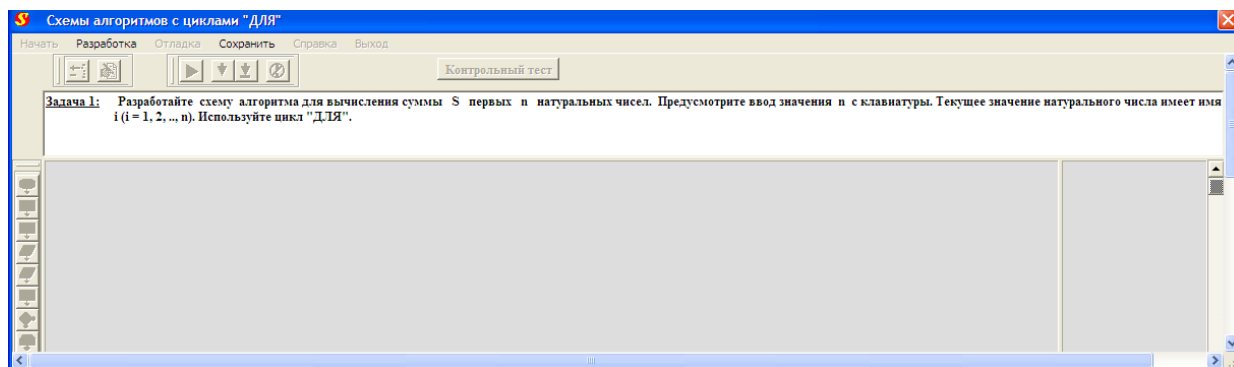 Схемы алгоритмов с циклами "ДЛЯ"
Начать Разработка Отладка Сохранить Справка Выход
Контрольный тест
Задача 1: Разработайте схему алгоритма для вычисления суммы S первых n натуральных чисел. Предусмотрите ввод значения n с клавиатуры. Текущее значение натурального числа имеет имя
i (i = 1, 2, .., n). Используйте цикл "ДЛЯ".